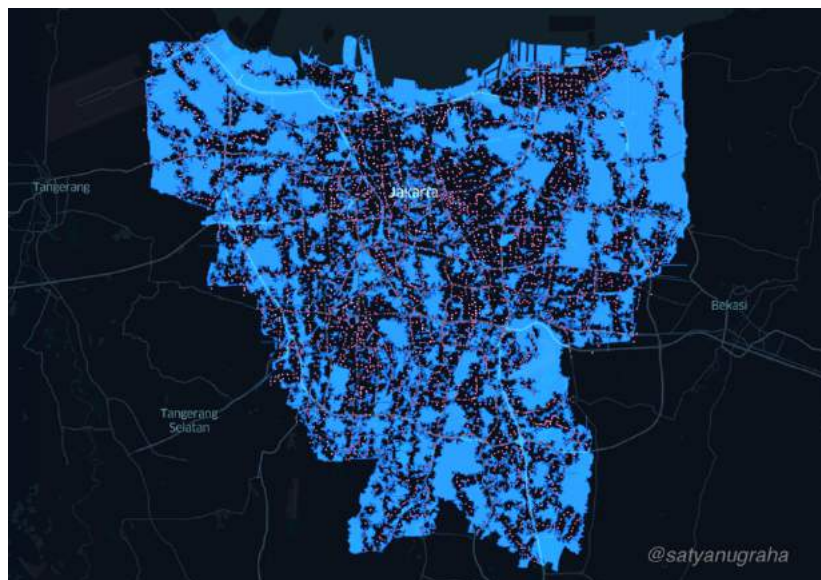 Jakarta
Tangerang
Bekasi
Tangerang
Selatan
@satyanugraha